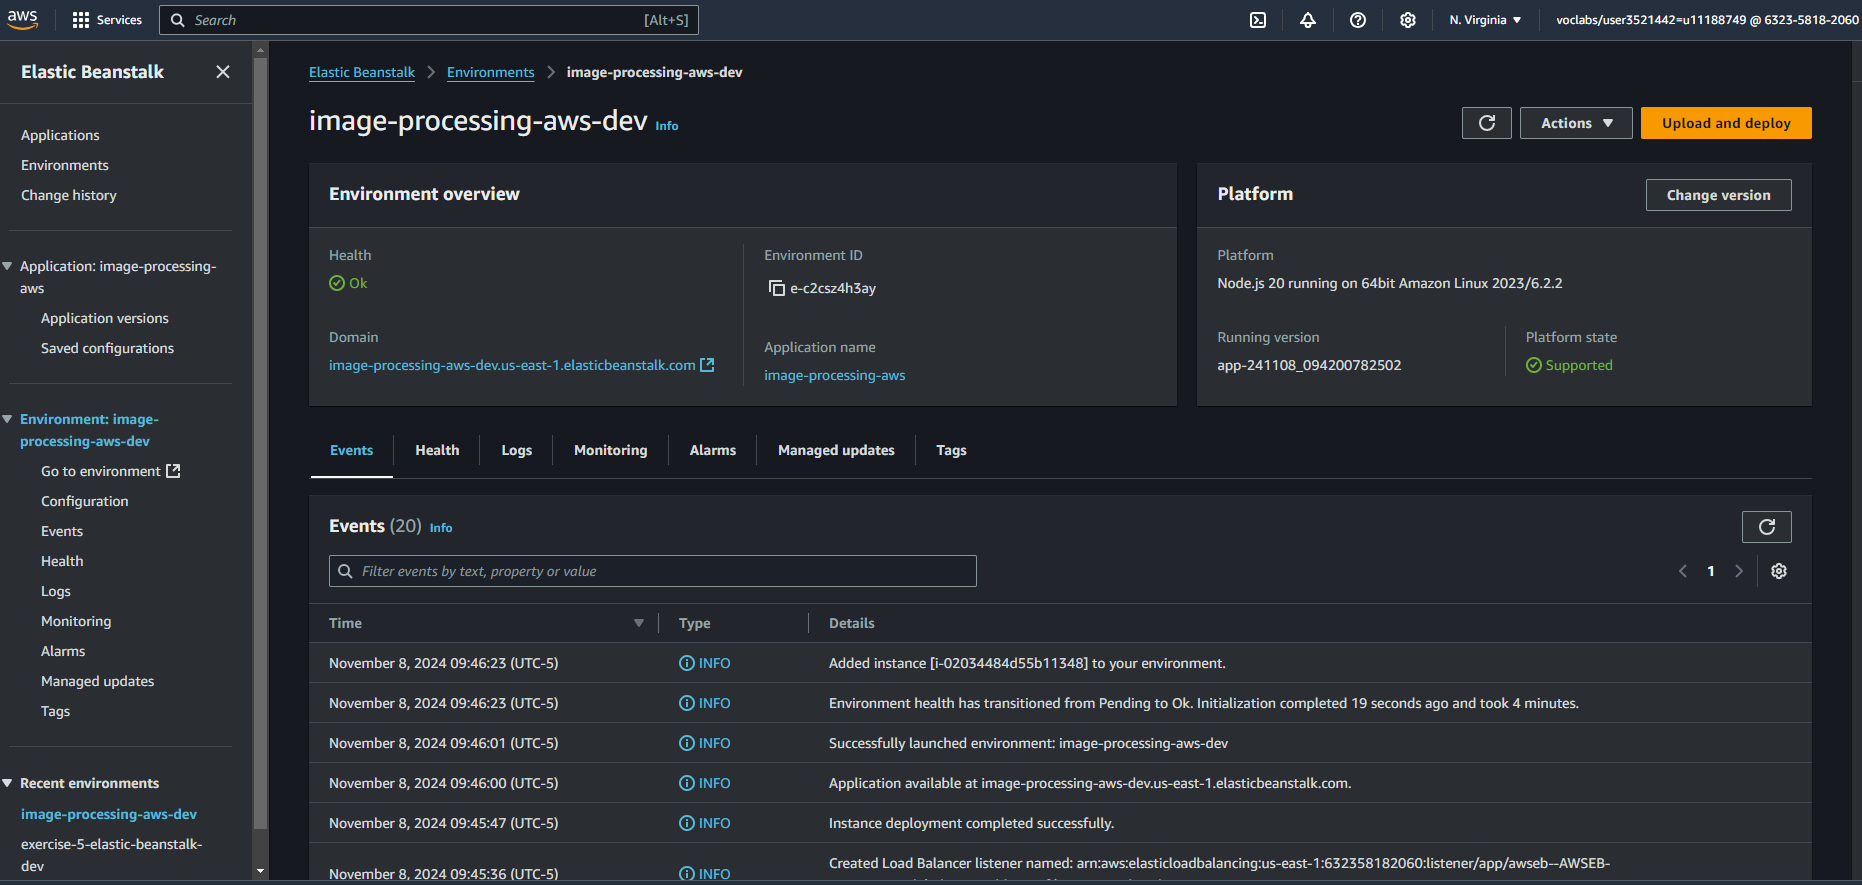 aws
Services
Search
[Alt+S]
N. Virginia
voclabs/user3521442=u11188749 @ 6323-5818-2060
Elastic Beanstalk
Applications
Environments
Change history
Application: image-processing-
aws
Application versions
Saved configurations
Environment: image-
processing-aws-dev
Go to environment
Configuration
Events
Health
Logs
Monitoring
Alarms
Managed updates
Tags
Recent environments
image-processing-aws-dev
exercise-5-elastic-beanstalk-
dev
Elastic Beanstalk
Environments
image-processing-aws-dev
image-processing-aws-dev Info
Actions
Upload and deploy
Environment overview
Health
Ok
Domain
image-processing-aws-dev.us-east-1.elasticbeanstalk.com
Environment ID
e-c2csz4h3ay
Application name
image-processing-aws
Platform
Change version
Platform
Node.js 20 running on 64bit Amazon Linux 2023/6.2.2
Running version
app-241108_094200782502
Platform state
Supported
Events
Health
Logs
Monitoring
Alarms
Managed updates
Tags
Events (20) Info
Filter events by text, property or value
1
Time
Type
Details
November 8, 2024 09:46:23 (UTC-5) INFO Added instance [i-02034484d55b11348] to your environment.
November 8, 2024 09:46:23 (UTC-5) INFO Environment health has transitioned from Pending to Ok. Initialization completed 19 seconds ago and took 4 minutes.
November 8, 2024 09:46:01 (UTC-5) INFO Successfully launched environment: image-processing-aws-dev
November 8, 2024 09:46:00 (UTC-5) INFO Application available at image-processing-aws-dev.us-east-1.elasticbeanstalk.com.
November 8, 2024 09:45:47 (UTC-5) INFO Instance deployment completed successfully.
November 8, 2024 09:45:36 (UTC-5) INFO Created Load Balancer listener named: arn:aws:elasticloadbalancing:us-east-1:632358182060:listener/app/awseb--AWSEB-